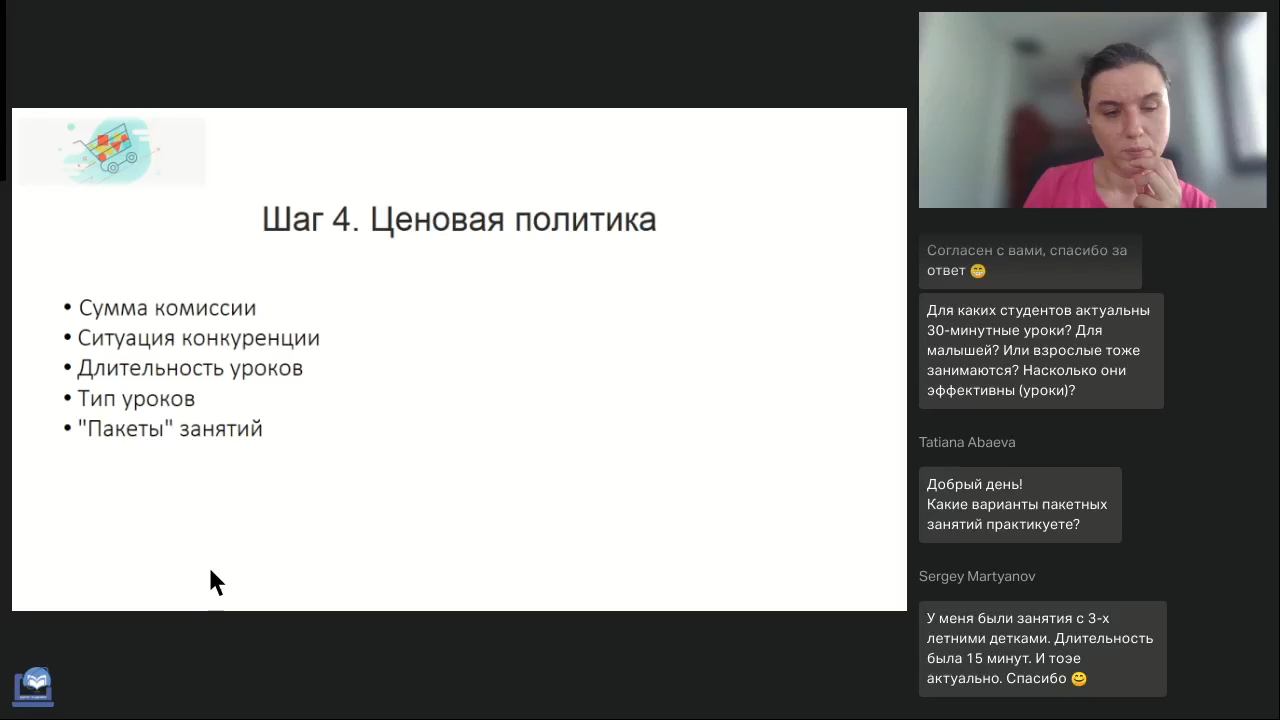 Шаг 4. Ценовая политика
• Сумма комиссии
• Ситуация конкуренции
• Длительность уроков
• Тип уроков
• "Пакеты" занятий
Согласен с вами, спасибо за
ответ 😁
Для каких студентов актуальны
30-минутные уроки? Для
малышей? Или взрослые тоже
занимаются? Насколько они
эффективны (уроки)?
Tatiana Abaeva
Добрый день!
Какие варианты пакетных
занятий практикуете?
Sergey Martyanov
У меня были занятия с 3-х
летними детками. Длительность
была 15 минут. И тоэе
актуально. Спасибо 😊